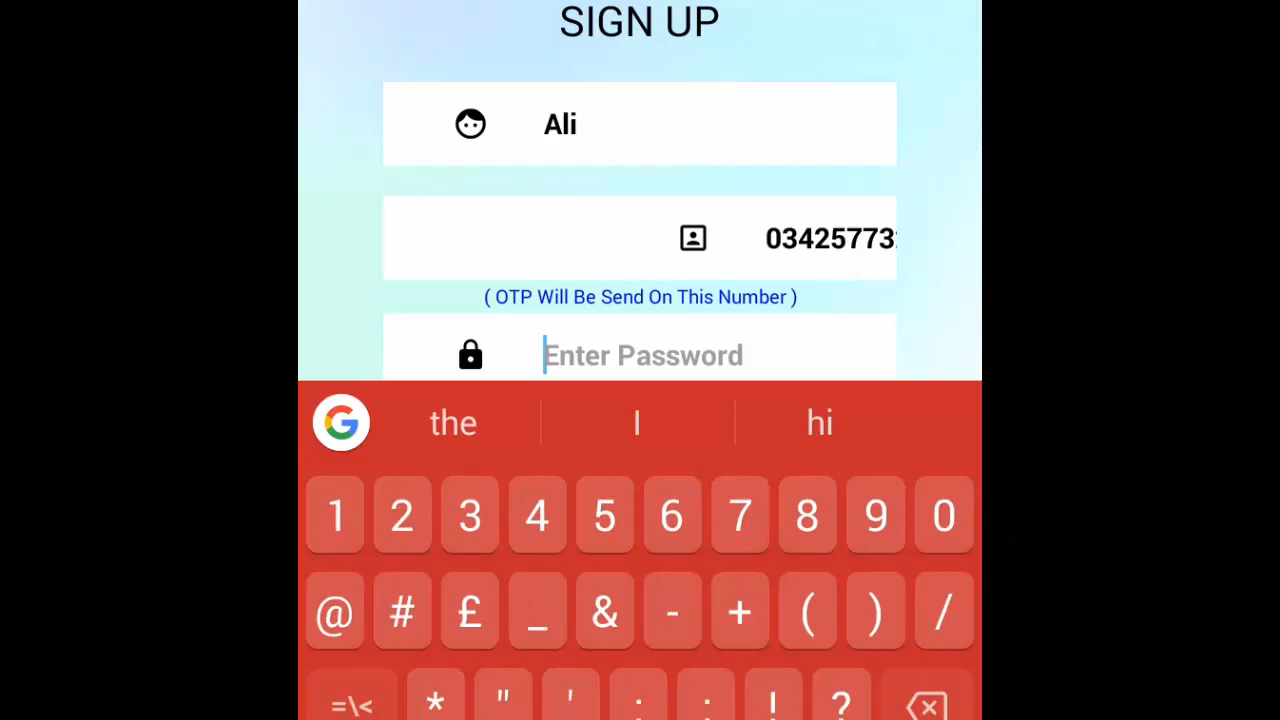 SIGN UP
Ali
03425773
( OTP Will Be Send On This Number )
Enter Password
the I hi
1 2 3 4 5 6 7 8 9 0
@ # £ _ & - + ( ) /
=\< * " ' : ; ! ?